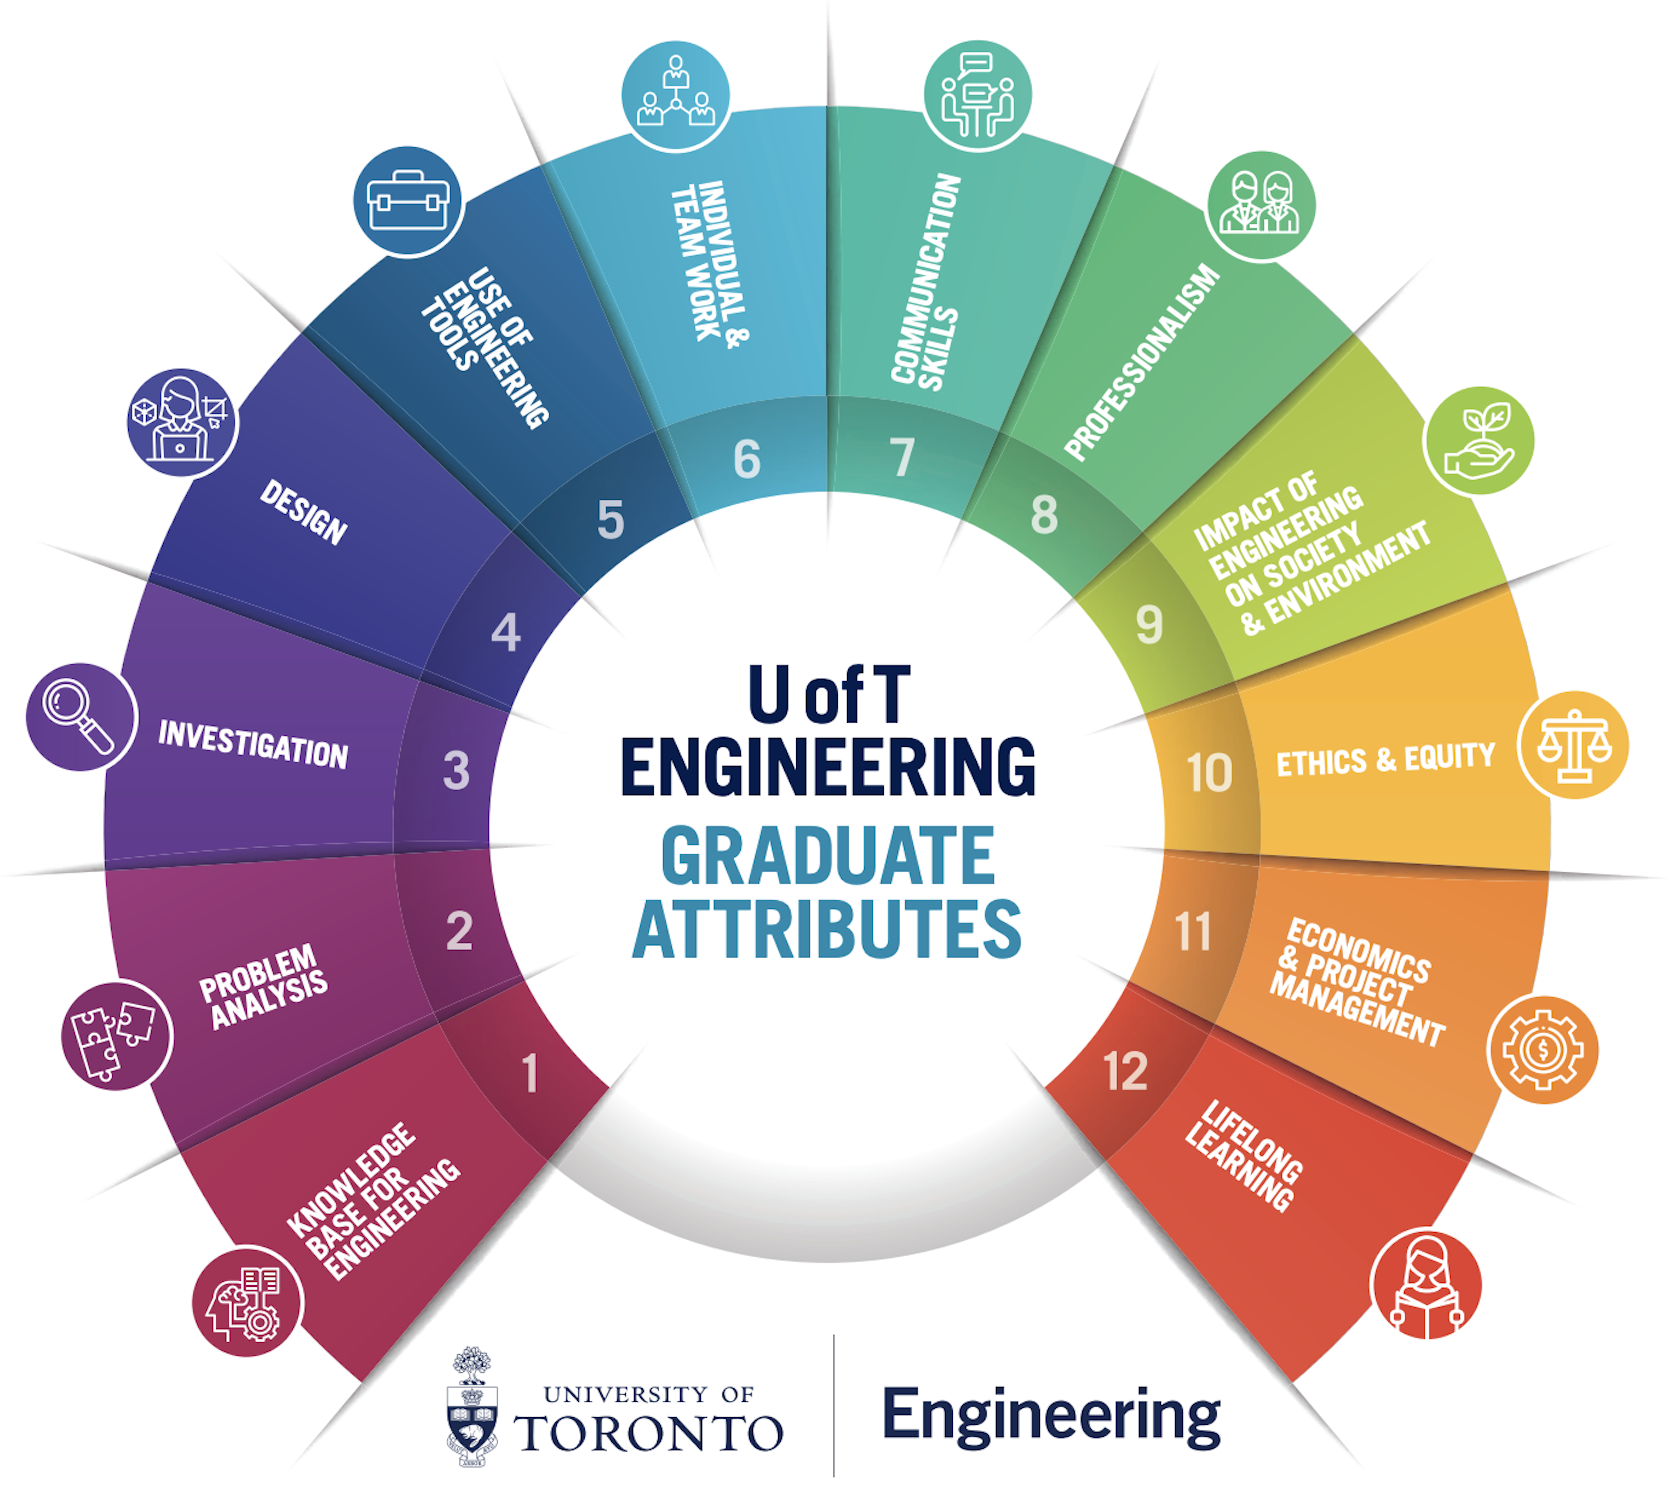 U of T
ENGINEERING
GRADUATE
ATTRIBUTES
1
KNOWLEDGE
BASE FOR
ENGINEERING
2
PROBLEM
ANALYSIS
3
INVESTIGATION
4
DESIGN
5
USE OF
ENGINEERING
TOOLS
6
INDIVIDUAL &
TEAM WORK
7
COMMUNICATION
SKILLS
8
PROFESSIONALISM
9
IMPACT OF
ENGINEERING
ON SOCIETY
& ENVIRONMENT
10
ETHICS & EQUITY
11
ECONOMICS
& PROJECT
MANAGEMENT
$
12
LIFELONG
LEARNING
UNIVERSITY OF
TORONTO
Engineering